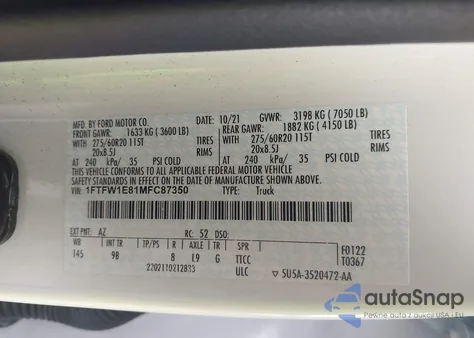 MFD. BY FORD MOTOR CO.
10/21 GVWR: 3198 KG ( 7050 LB)
FRONT GAWR: 1633 KG ( 3600 LB) REAR GAWR: 1882 KG ( 4150 LB)
WITH 275/60R20 115T TIRES WITH 275/60R20 115T TIRES
20x8.5J RIMS 20x8.5J RIMS
AT 240 kPa/ 35 PSI COLD AT 240 kPa/ 35 PSI COLD
THIS VEHICLE CONFORMS TO ALL APPLICABLE FEDERAL MOTOR VEHICLE
SAFETY STANDARDS IN EFFECT ON THE DATE OF MANUFACTURE SHOWN ABOVE.
VIN: 1FTFW1E81MFC87350 TYPE: Truck
EXT PNT: AZ RC: 52 DSO:
WB INT TR TP/PS R AXLE TR SPR F0122
145 9B 8 L9 G TTCC T0367
ULC 5U5A-3520472-AA
autoSnap